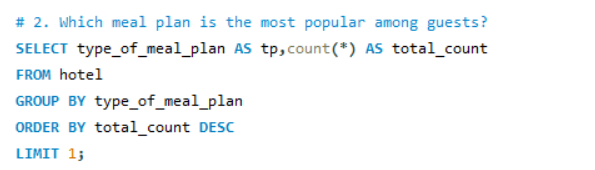 # 2. Which meal plan is the most popular among guests?
SELECT type_of_meal_plan AS tp,count(*) AS total_count
FROM hotel
GROUP BY type_of_meal_plan
ORDER BY total_count DESC
LIMIT 1;